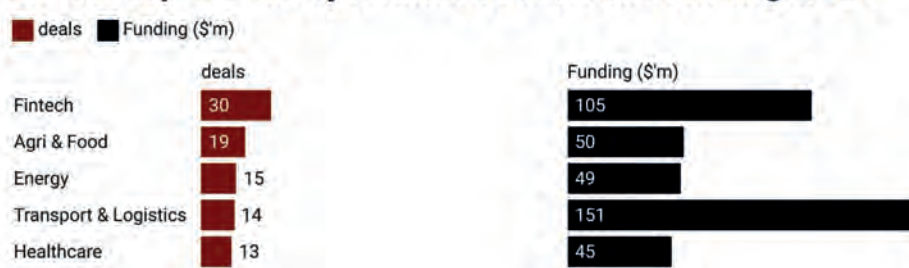 deals Funding ($'m)
deals Funding ($'m)
Fintech 30 105
Agri & Food 19 50
Energy 15 49
Transport & Logistics 14 151
Healthcare 13 45